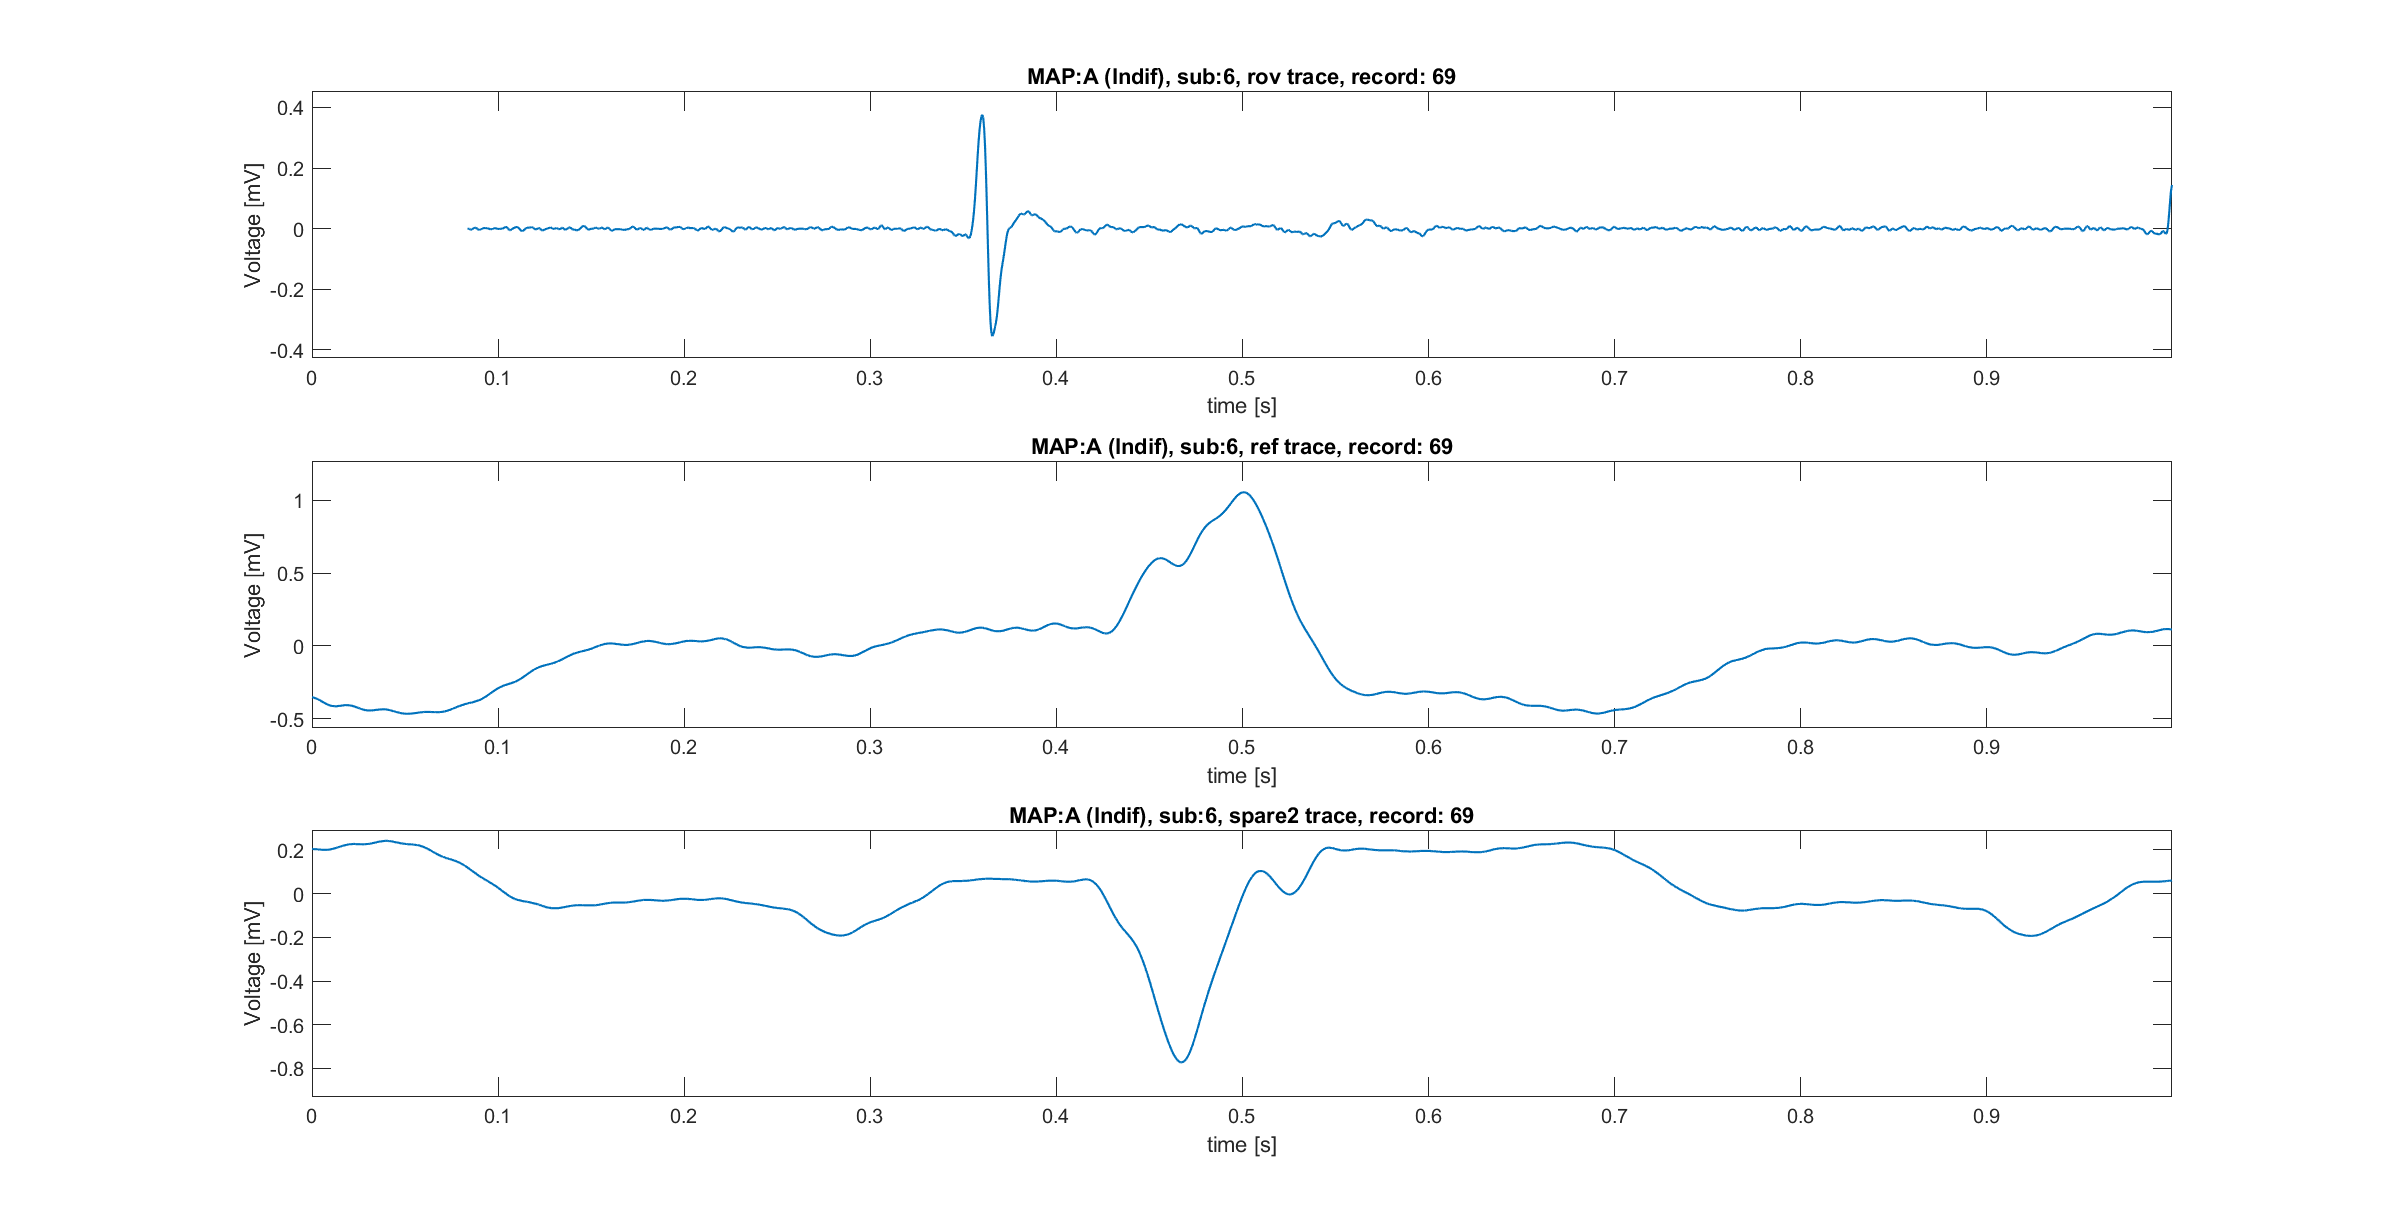 MAP:A (Indif), sub:6, rov trace, record: 69
0.4
0.2
0
-0.2
-0.4
Voltage [mV]
0 0.1 0.2 0.3 0.4 0.5 0.6 0.7 0.8 0.9
time [s]
MAP:A (Indif), sub:6, ref trace, record: 69
1
0.5
0
-0.5
Voltage [mV]
0 0.1 0.2 0.3 0.4 0.5 0.6 0.7 0.8 0.9
time [s]
MAP:A (Indif), sub:6, spare2 trace, record: 69
0.2
0
-0.2
-0.4
-0.6
-0.8
Voltage [mV]
0 0.1 0.2 0.3 0.4 0.5 0.6 0.7 0.8 0.9
time [s]